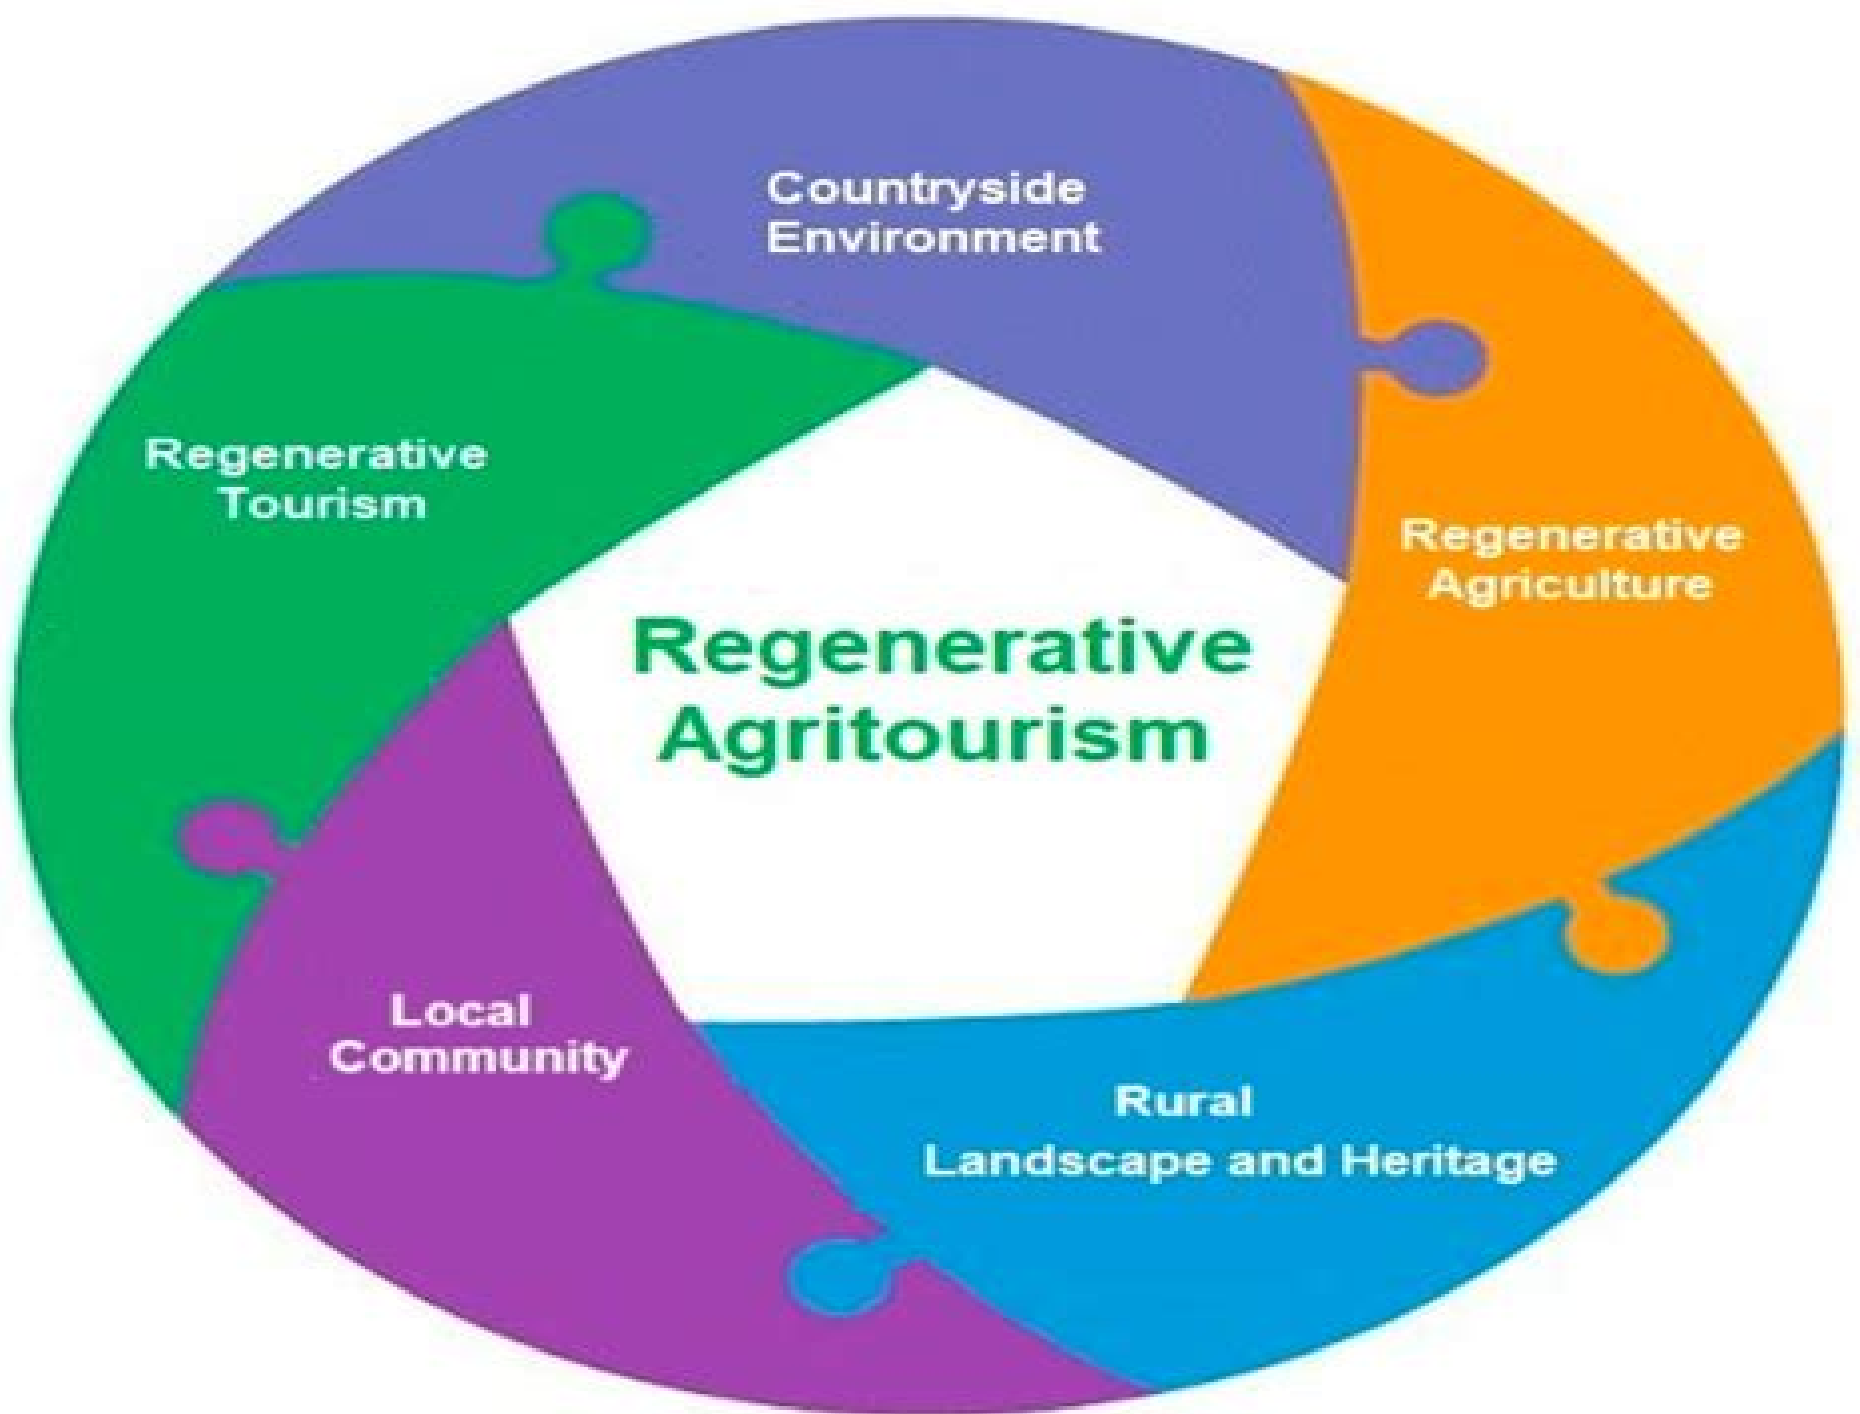 Countryside
Environment
Regenerative
Tourism
Regenerative
Agriculture
Regenerative
Agritourism
Local
Community
Rural
Landscape and Heritage